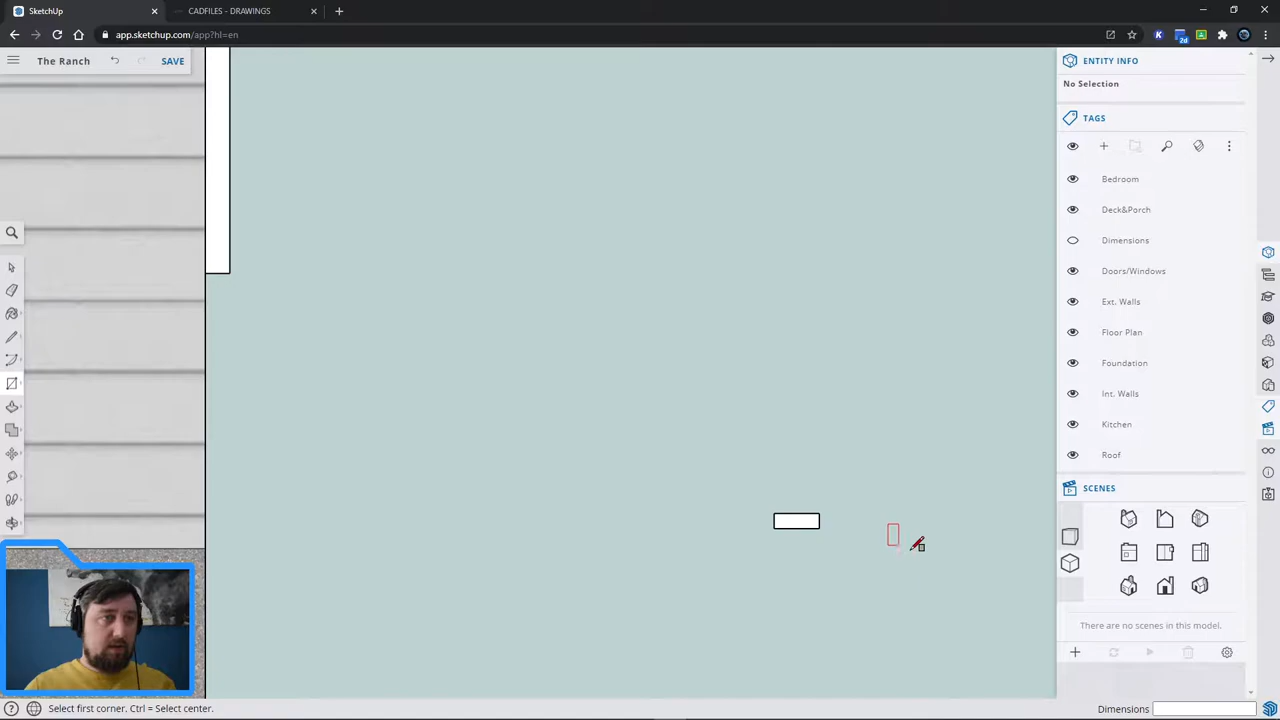 SketchUp
CADFILES - DRAWINGS
app.sketchup.com/app?hl=en
The Ranch
SAVE
ENTITY INFO
No Selection
TAGS
Bedroom
Deck&Porch
Dimensions
Doors/Windows
Ext. Walls
Floor Plan
Foundation
Int. Walls
Kitchen
Roof
SCENES
There are no scenes in this model.
Select first corner. Ctrl = Select center.
Dimensions